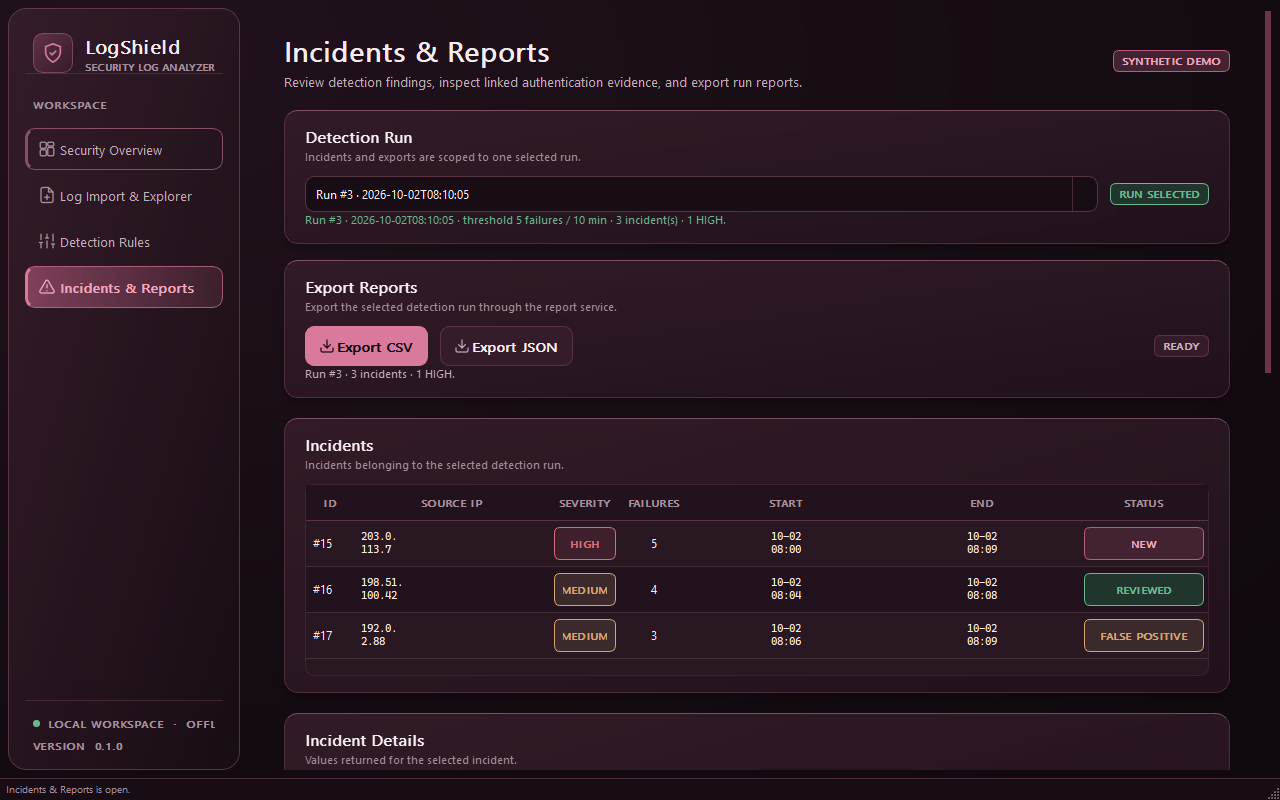 LogShield
SECURITY LOG ANALYZER
WORKSPACE
Security Overview
Log Import & Explorer
Detection Rules
Incidents & Reports
LOCAL WORKSPACE · OFFL
VERSION 0.1.0
Incidents & Reports
Review detection findings, inspect linked authentication evidence, and export run reports.
SYNTHETIC DEMO
Detection Run
Incidents and exports are scoped to one selected run.
Run #3 · 2026-10-02T08:10:05
RUN SELECTED
Run #3 · 2026-10-02T08:10:05 · threshold 5 failures / 10 min · 3 incident(s) · 1 HIGH.
Export Reports
Export the selected detection run through the report service.
Export CSV
Export JSON
READY
Run #3 · 3 incidents · 1 HIGH.
Incidents
Incidents belonging to the selected detection run.
ID SOURCE IP SEVERITY FAILURES START END STATUS
#15 203.0. HIGH 5 10-02 10-02 NEW
113.7 08:00 08:09
#16 198.51. MEDIUM 4 10-02 10-02 REVIEWED
100.42 08:04 08:08
#17 192.0. MEDIUM 3 10-02 10-02 FALSE POSITIVE
2.88 08:06 08:09
Incident Details
Values returned for the selected incident.
Incidents & Reports is open.